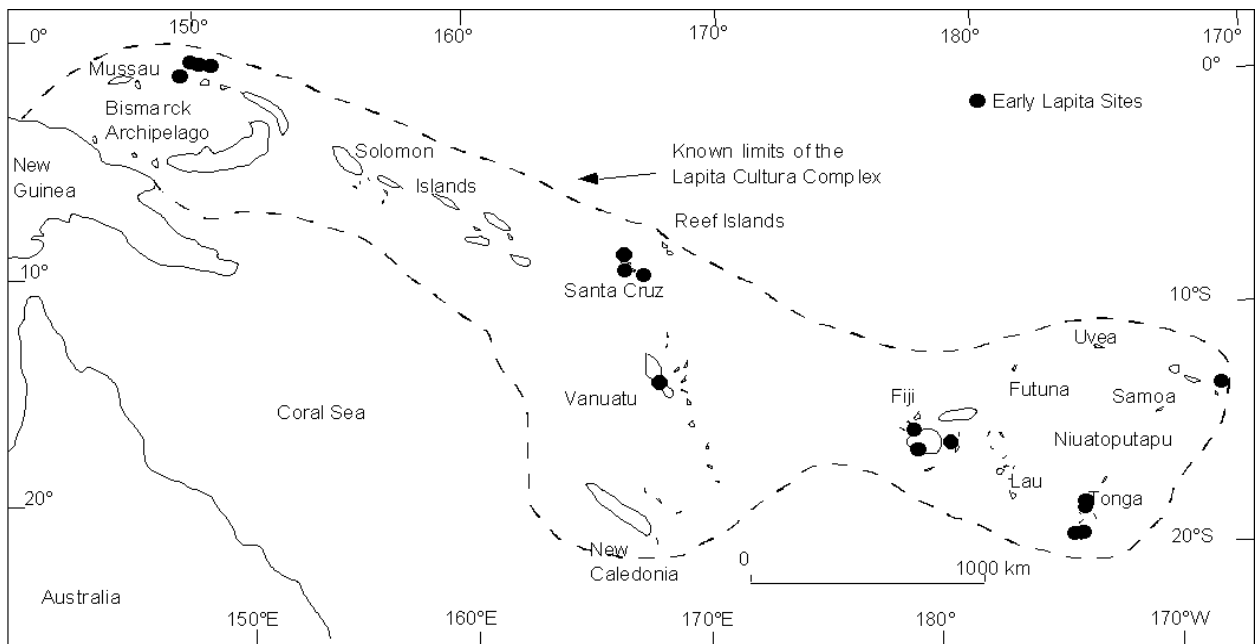 150°
160°
170°
180°
170°
0°
0°
Mussau
Early Lapita Sites
Bismarck
Archipelago
Solomon
Islands
Known limits of the
Lapita Cultura Complex
New
Guinea
Reef Islands
10°
Santa Cruz
10°S
Uvea
Vanuatu
Fiji
Futuna
Samoa
Coral Sea
Niuatoputapu
Lau
Tonga
20°
20°S
New
Caledonia
0
1000 km
Australia
150°E
160°E
170°E
180°
170°W